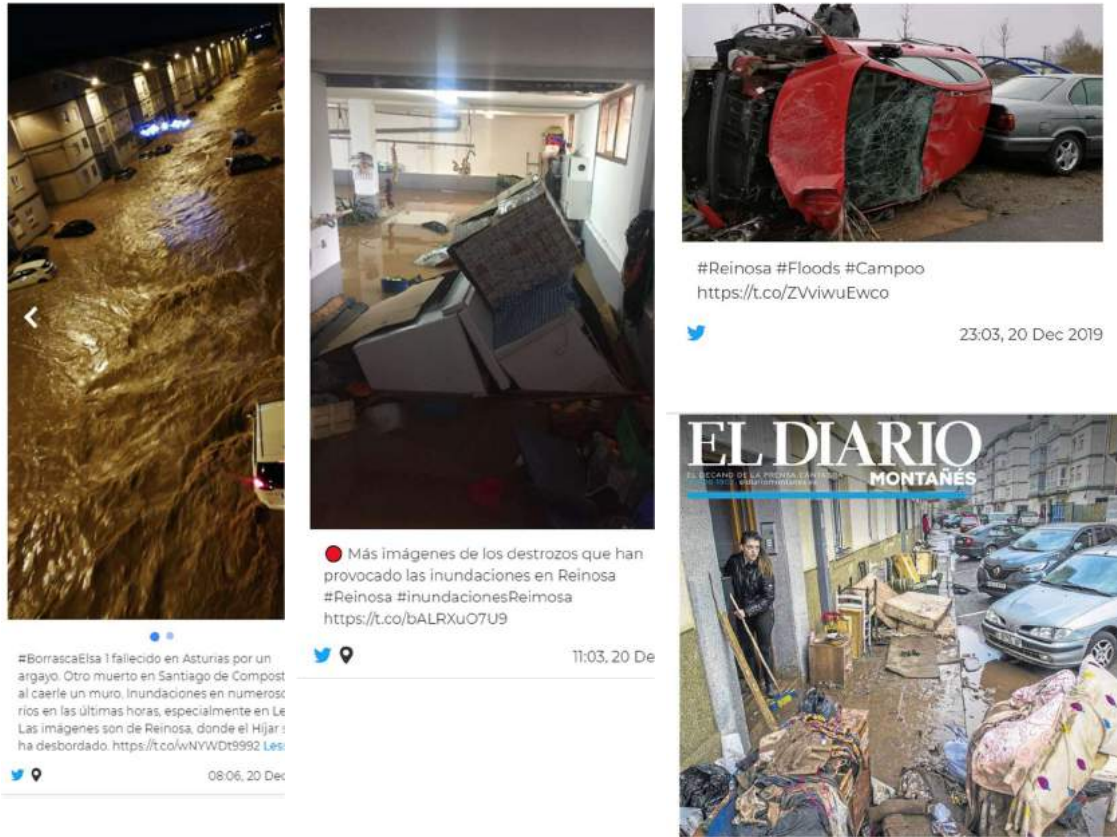 #BorrascaElsa 1 fallecido en Asturias por un
argayo. Otro muerto en Santiago de Compost
al caerle un muro. Inundaciones en numeroso
ríos en las últimas horas, especialmente en Le
Las imágenes son de Reinosa, donde el Híjar s
ha desbordado. https://t.co/wNYWDt9992 Les
08:06, 20 Dec
Más imágenes de los destrozos que han
provocado las inundaciones en Reinosa
#Reinosa #inundacionesReimosa
https://t.co/bALRXuO7U9
11:03, 20 De
#Reinosa #Floods #Campoo
https://t.co/ZVviwuEwco
23:03, 20 Dec 2019
EL DIARIO
EL DECANO DE LA PRENSA CÁNTABRA
MONTAÑÉS